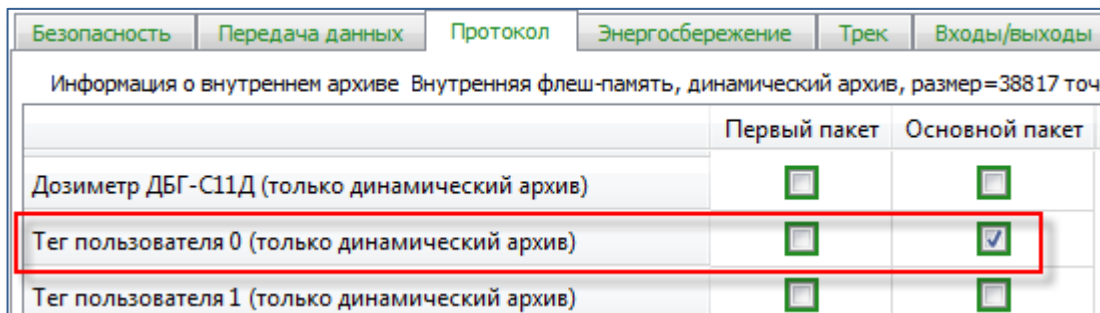 Безопасность Передача данных Протокол Энергосбережение Трек Входы/выходы
Информация о внутреннем архиве Внутренняя флеш-память, динамический архив, размер=38817 точ
Первый пакет Основной пакет
Дозиметр ДБГ-С11Д (только динамический архив)
Тег пользователя 0 (только динамический архив)
Тег пользователя 1 (только динамический архив)